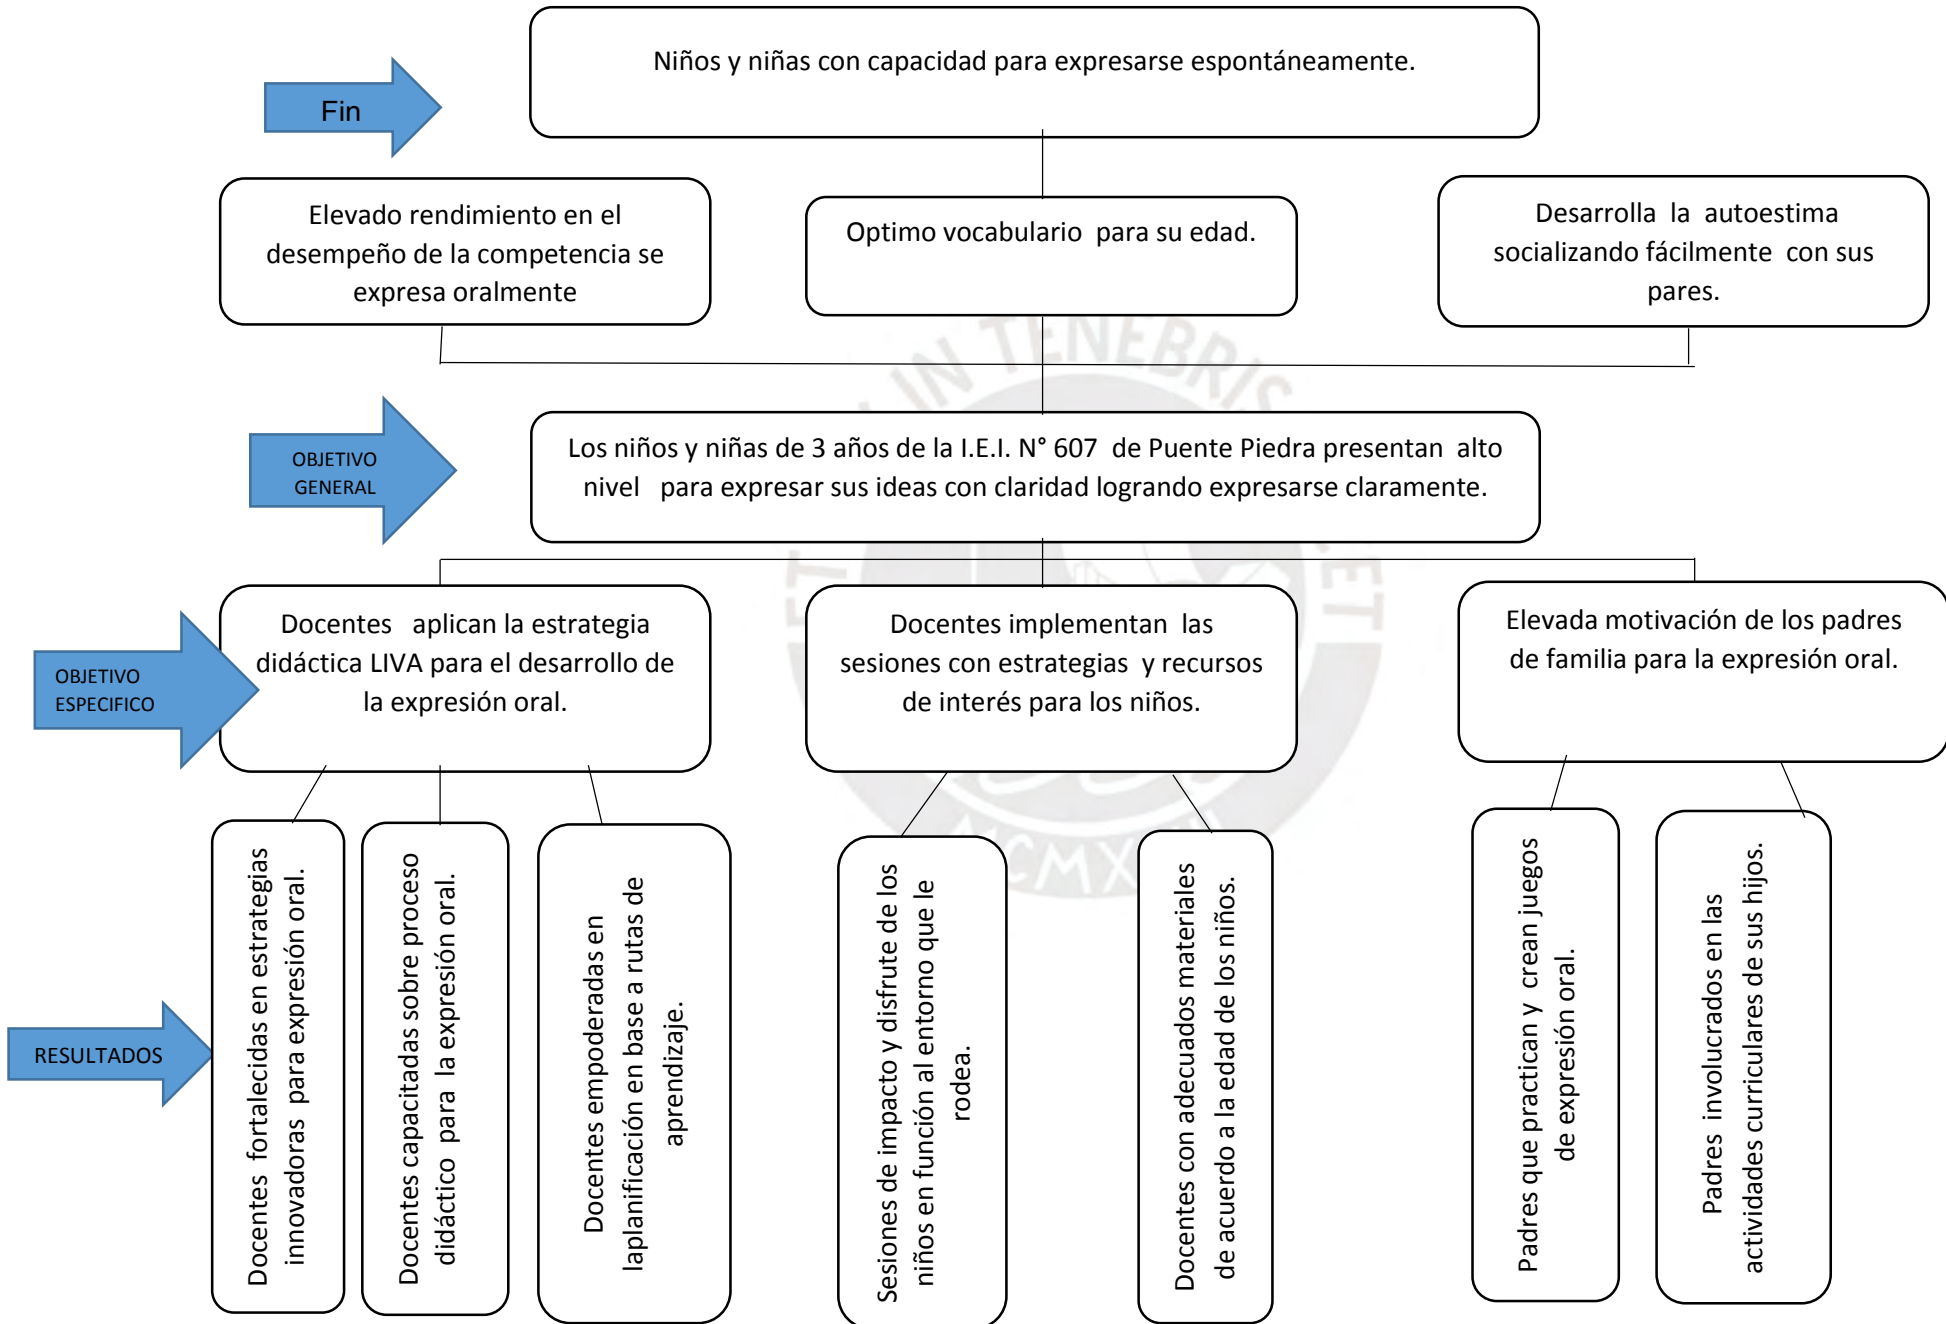 Niños y niñas con capacidad para expresarse espontáneamente.
Fin
Elevado rendimiento en el
desempeño de la competencia se
expresa oralmente
Optimo vocabulario para su edad.
Desarrolla la autoestima
socializando fácilmente con sus
pares.
IN TENEBRIS
OBJETIVO
GENERAL
Los niños y niñas de 3 años de la I.E.I. N° 607 de Puente Piedra presentan alto
nivel para expresar sus ideas con claridad logrando expresarse claramente.
ET
OBJETIVO
ESPECIFICO
Docentes aplican la estrategia
didáctica LIVA para el desarrollo de
la expresión oral.
Docentes implementan las
sesiones con estrategias y recursos
de interés para los niños.
Elevada motivación de los padres
de familia para la expresión oral.
RESULTADOS
Docentes fortalecidas en estrategias
innovadoras para expresión oral.
Docentes capacitadas sobre proceso
didáctico para la expresión oral.
Docentes empoderadas en
laplanificación en base a rutas de
aprendizaje.
Sesiones de impacto y disfrute de los
niños en función al entorno que le
rodea.
Docentes con adecuados materiales
de acuerdo a la edad de los niños.
Padres que practican y crean juegos
de expresión oral.
Padres involucrados en las
actividades curriculares de sus hijos.